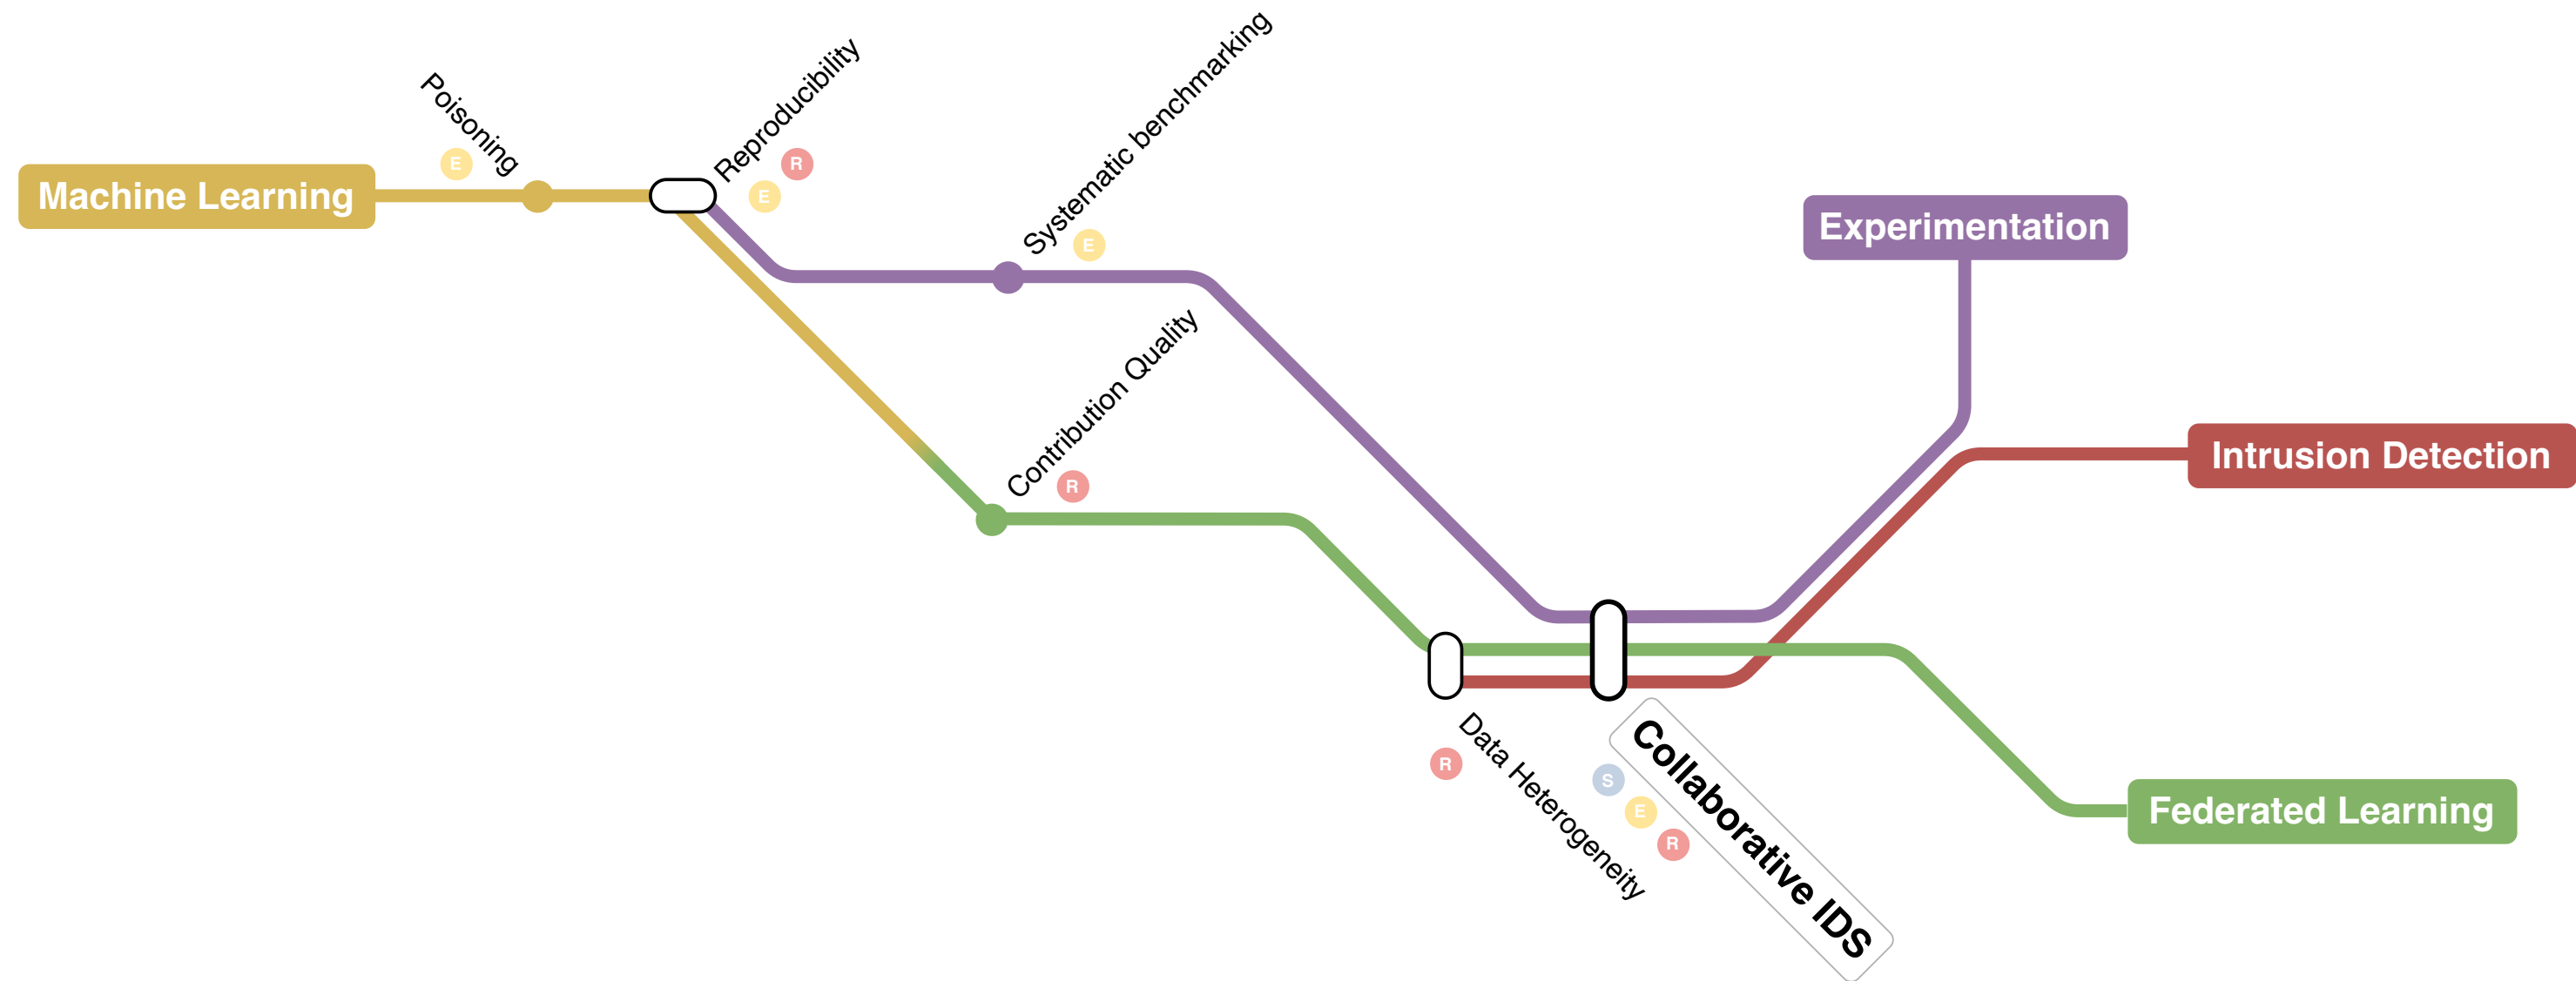 Machine Learning
Poisoning
E
Reproducibility
E
R
Systematic benchmarking
E
Contribution Quality
R
Experimentation
Intrusion Detection
Data Heterogeneity
R
Collaborative IDS
S
E
R
Federated Learning